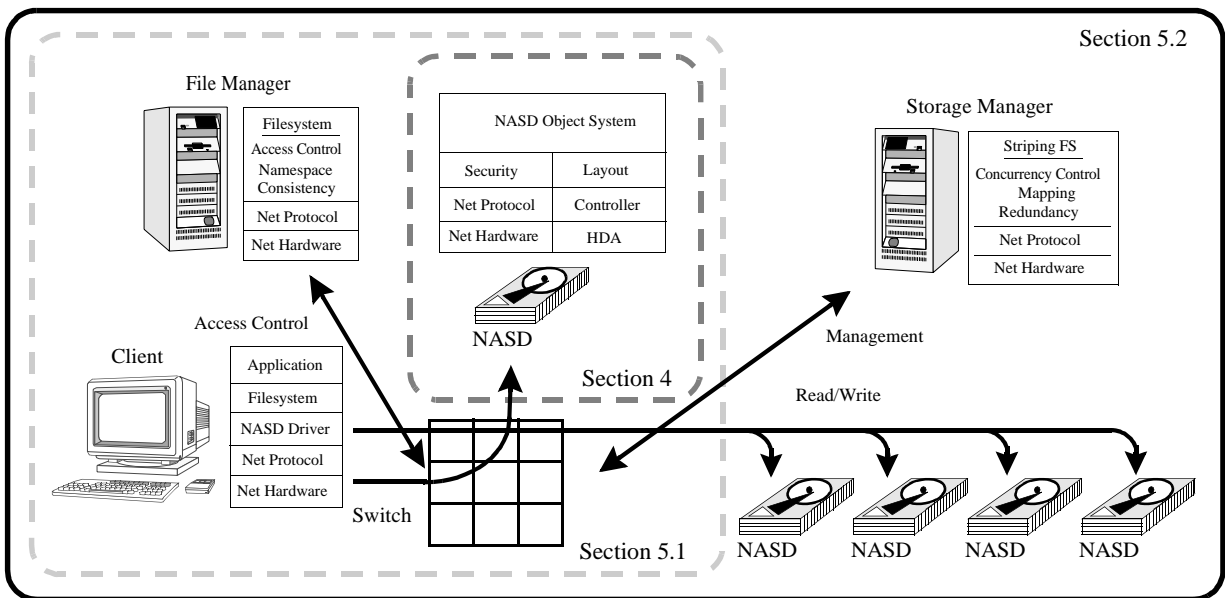 Section 5.2
File Manager
Filesystem
Access Control
Namespace
Consistency
Net Protocol
Net Hardware
NASD Object System
Security
Layout
Net Protocol
Controller
Net Hardware
HDA
NASD
Section 4
Storage Manager
Striping FS
Concurrency Control
Mapping
Redundancy
Net Protocol
Net Hardware
Access Control
Management
Client
Application
Filesystem
NASD Driver
Net Protocol
Net Hardware
Read/Write
Switch
Section 5.1
NASD
NASD
NASD
NASD